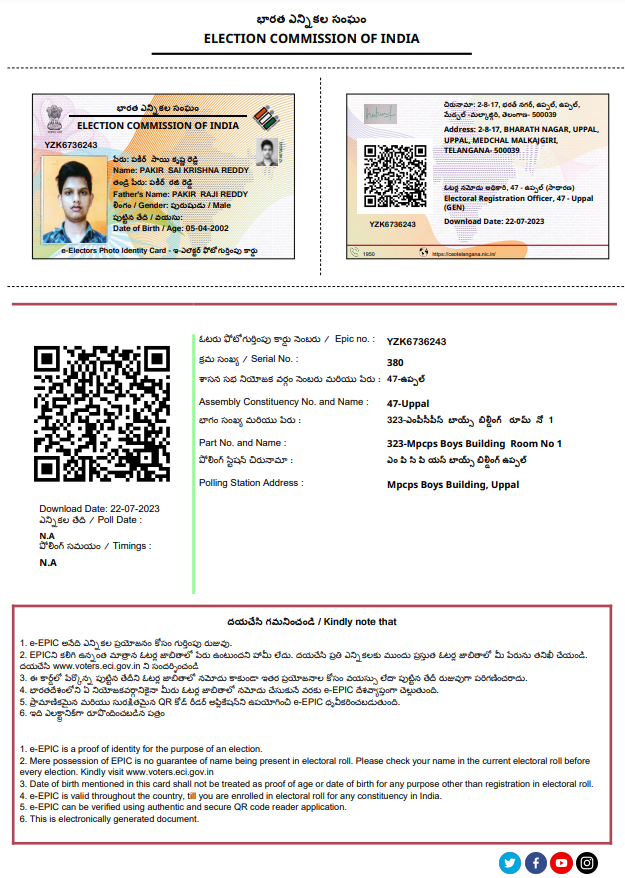 భారత ఎన్నికల సంఘం
ELECTION COMMISSION OF INDIA
భారత ఎన్నికల సంఘం
ELECTION COMMISSION OF INDIA
YZK6736243
పేరు: పకీర్ సాయి కృష్ణ రెడ్డి
Name: PAKIR SAI KRISHNA REDDY
తండ్రి పేరు: పకీర్ రజి రెడ్డి
Father's Name: PAKIR RAJI REDDY
లింగం / Gender: పురుషుడు / Male
పుట్టిన తేదీ / వయసు:
Date of Birth / Age: 05-04-2002
e-Electors Photo Identity Card - ఇ-ఎలెక్టర్ ఫోటో గుర్తింపు కార్డు
చిరునామా: 2-8-17, భరత్ నగర్, ఉప్పల్, ఉప్పల్,
మేడ్చల్ -మల్కాజ్గిరి, తెలంగాణ- 500039
Address: 2-8-17, BHARATH NAGAR, UPPAL,
UPPAL, MEDCHAL MALKAJGIRI,
TELANGANA- 500039
ఓటర్ల నమోదు అధికారి, 47 - ఉప్పల్ (సాధారణ)
Electoral Registration Officer, 47 - Uppal
(GEN)
YZK6736243
Download Date: 22-07-2023
1950
https://ceotelangana.nic.in/
ఓటరు ఫోటో గుర్తింపు కార్డు నెంబరు / Epic no. : YZK6736243
క్రమ సంఖ్య / Serial No. : 380
శాసన సభ నియోజక వర్గం నెంబరు మరియు పేరు : 47-ఉప్పల్
Assembly Constituency No. and Name : 47-Uppal
భాగం సంఖ్య మరియు పేరు : 323-ఎంపీసీపీస్ బాయ్స్ బిల్డింగ్ రూమ్ నో 1
Part No. and Name : 323-Mpcps Boys Building Room No 1
పోలింగ్ స్టేషన్ చిరునామా : ఎం పి సి పి యస్ బాయ్స్ బిల్డింగ్ ఉప్పల్
Polling Station Address : Mpcps Boys Building, Uppal
Download Date: 22-07-2023
ఎన్నికల తేది / Poll Date :
N.A
పోలింగ్ సమయం / Timings :
N.A
దయచేసి గమనించండి / Kindly note that
1. e-EPIC అనేది ఎన్నికల ప్రయోజనం కోసం గుర్తింపు రుజువు.
2. EPICని కలిగి ఉన్నంత మాత్రాన ఓటర్ల జాబితాలో పేరు ఉంటుందని హామీ లేదు. దయచేసి ప్రతి ఎన్నికలకు ముందు ప్రస్తుత ఓటర్ల జాబితాలో మీ పేరును తనిఖీ చేయండి.
దయచేసి www.voters.eci.gov.in ని సందర్శించండి
3. ఈ కార్డ్‌లో పేర్కొన్న పుట్టిన తేదీని ఓటర్ల జాబితాలో నమోదు కాకుండా ఇతర ప్రయోజనాల కోసం వయస్సు లేదా పుట్టిన తేదీ రుజువుగా పరిగణించరాదు.
4. భారతదేశంలోని ఏ నియోజకవర్గానికైనా మీరు ఓటర్ల జాబితాలో నమోదు చేసుకునే వరకు e-EPIC దేశవ్యాప్తంగా చెల్లుతుంది.
5. ప్రామాణికమైన మరియు సురక్షితమైన QR కోడ్ రీడర్ అప్లికేషన్‌ని ఉపయోగించి e-EPIC ధృవీకరించబడుతుంది.
6. ఇది ఎలక్ట్రానిక్‌గా రూపొందించబడిన పత్రం
1. e-EPIC is a proof of identity for the purpose of an election.
2. Mere possession of EPIC is no guarantee of name being present in electoral roll. Please check your name in the current electoral roll before
every election. Kindly visit www.voters.eci.gov.in
3. Date of birth mentioned in this card shall not be treated as proof of age or date of birth for any purpose other than registration in electoral roll.
4. e-EPIC is valid throughout the country, till you are enrolled in electoral roll for any constituency in India.
5. e-EPIC can be verified using authentic and secure QR code reader application.
6. This is electronically generated document.